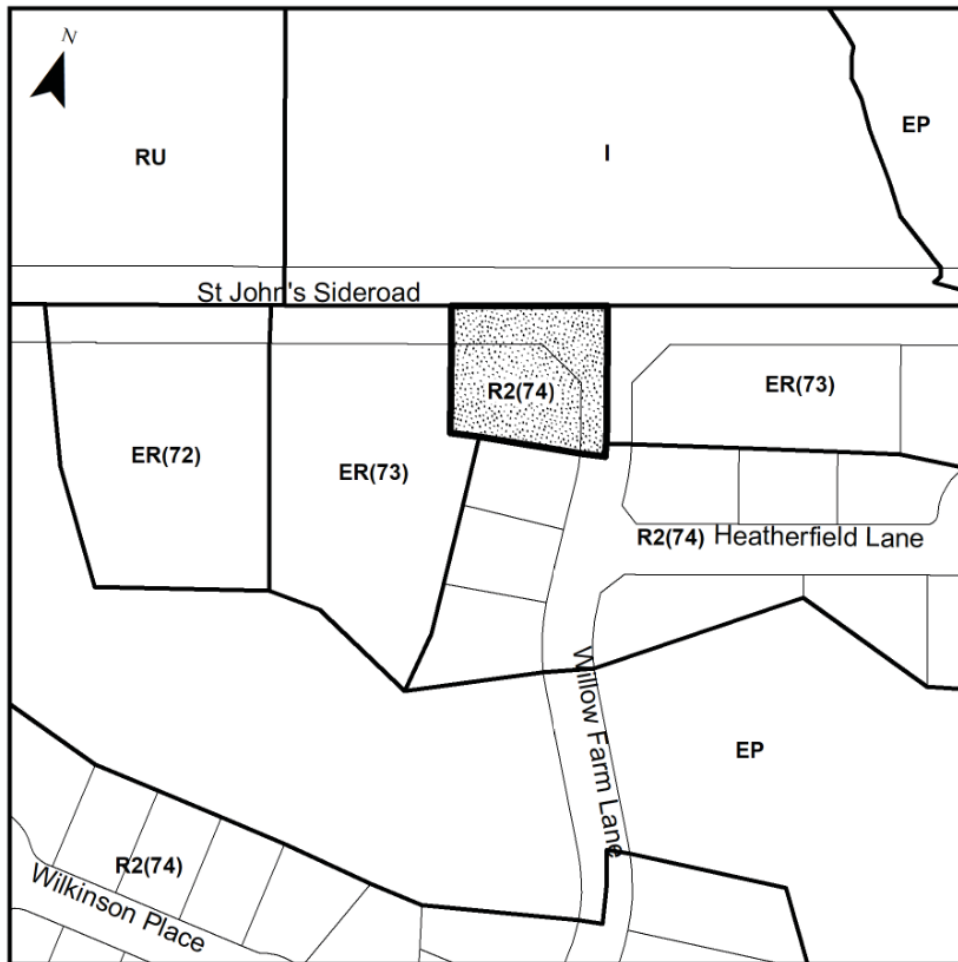 N
RU
I
EP
St John's Sideroad
R2(74)
ER(73)
ER(72)
ER(73)
R2(74)
Heatherfield Lane
Willow Farm Lane
EP
R2(74)
Wilkinson Place